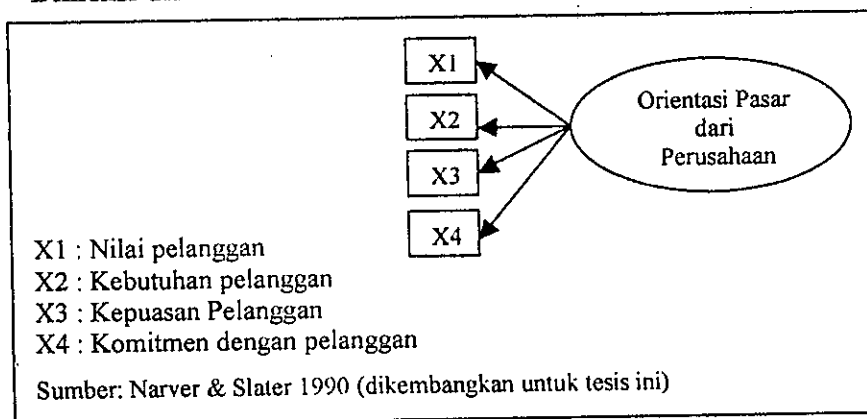 X1
X2
X3
X4
Orientasi Pasar
dari
Perusahaan
X1 : Nilai pelanggan
X2 : Kebutuhan pelanggan
X3 : Kepuasan Pelanggan
X4 : Komitmen dengan pelanggan
Sumber: Narver & Slater 1990 (dikembangkan untuk tesis ini)